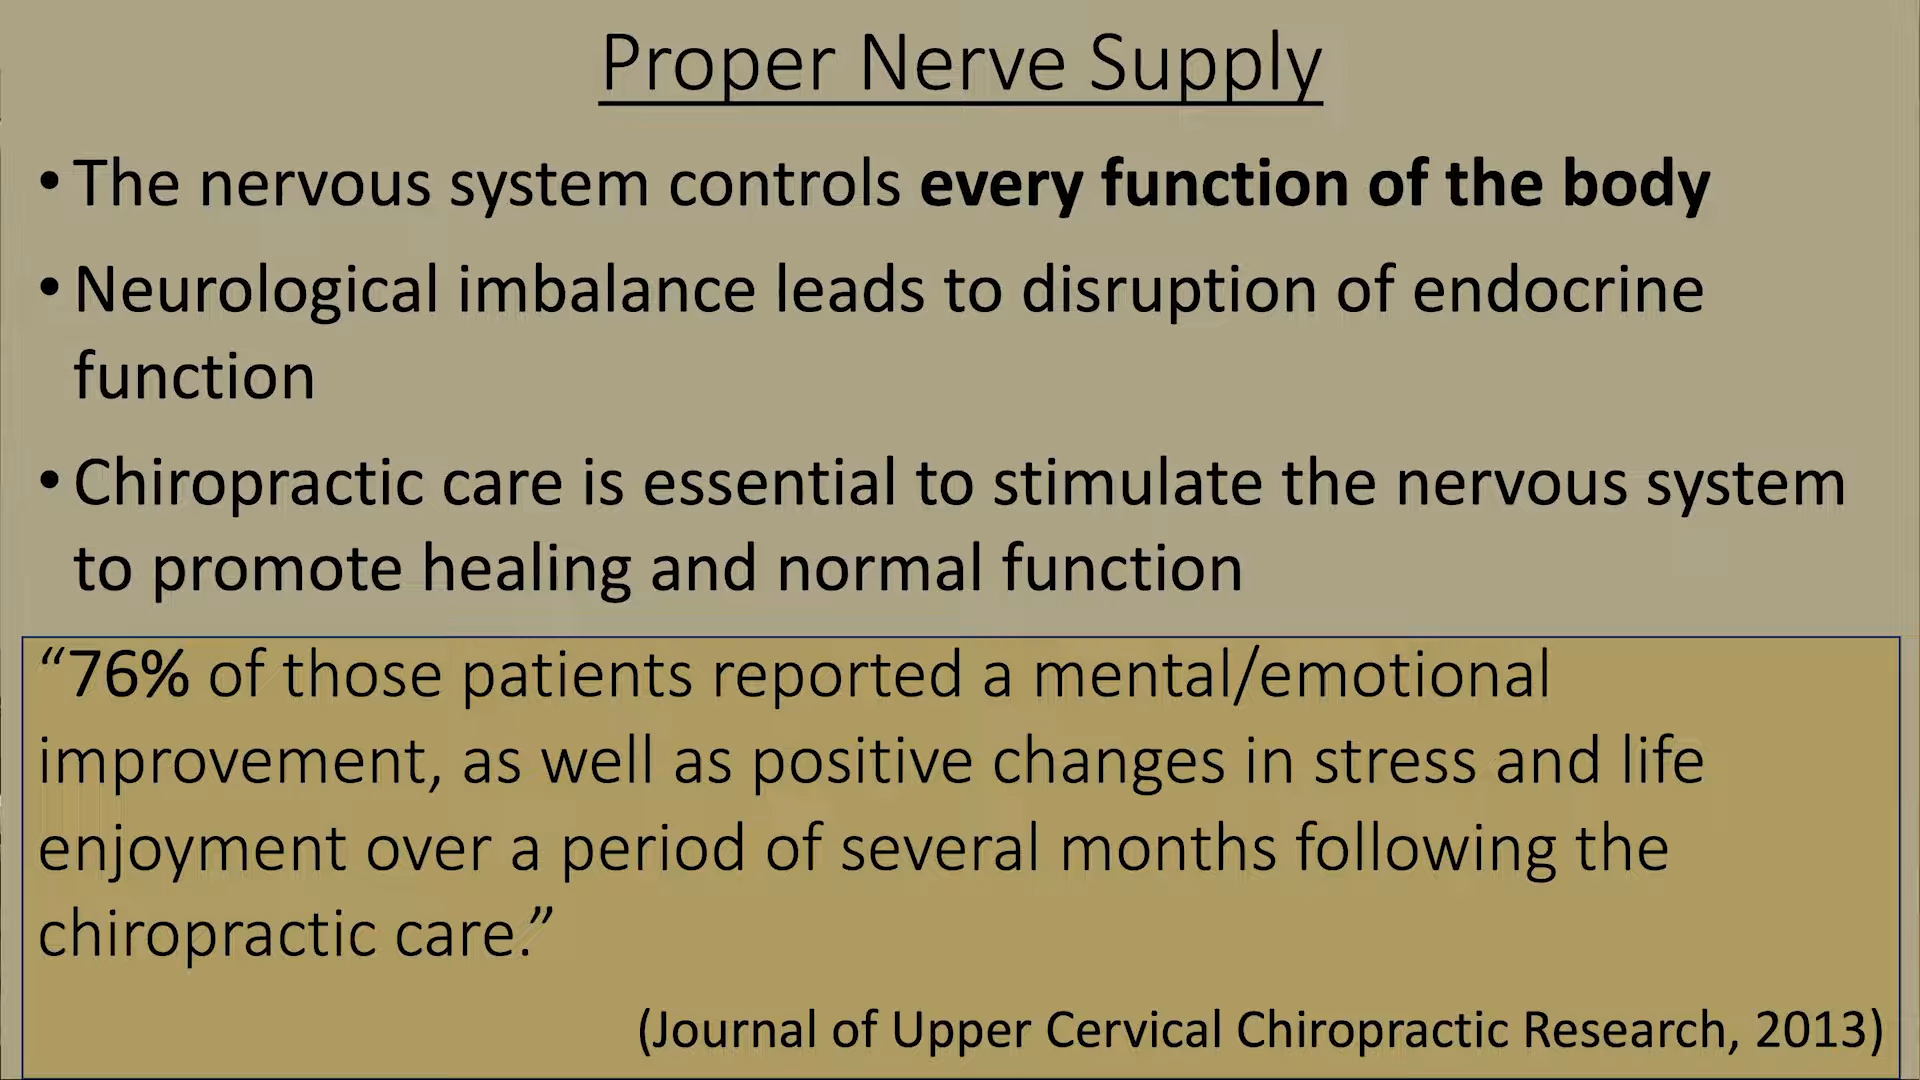 Proper Nerve Supply
• The nervous system controls every function of the body
• Neurological imbalance leads to disruption of endocrine
function
• Chiropractic care is essential to stimulate the nervous system
to promote healing and normal function
“76% of those patients reported a mental/emotional
improvement, as well as positive changes in stress and life
enjoyment over a period of several months following the
chiropractic care.”
(Journal of Upper Cervical Chiropractic Research, 2013)